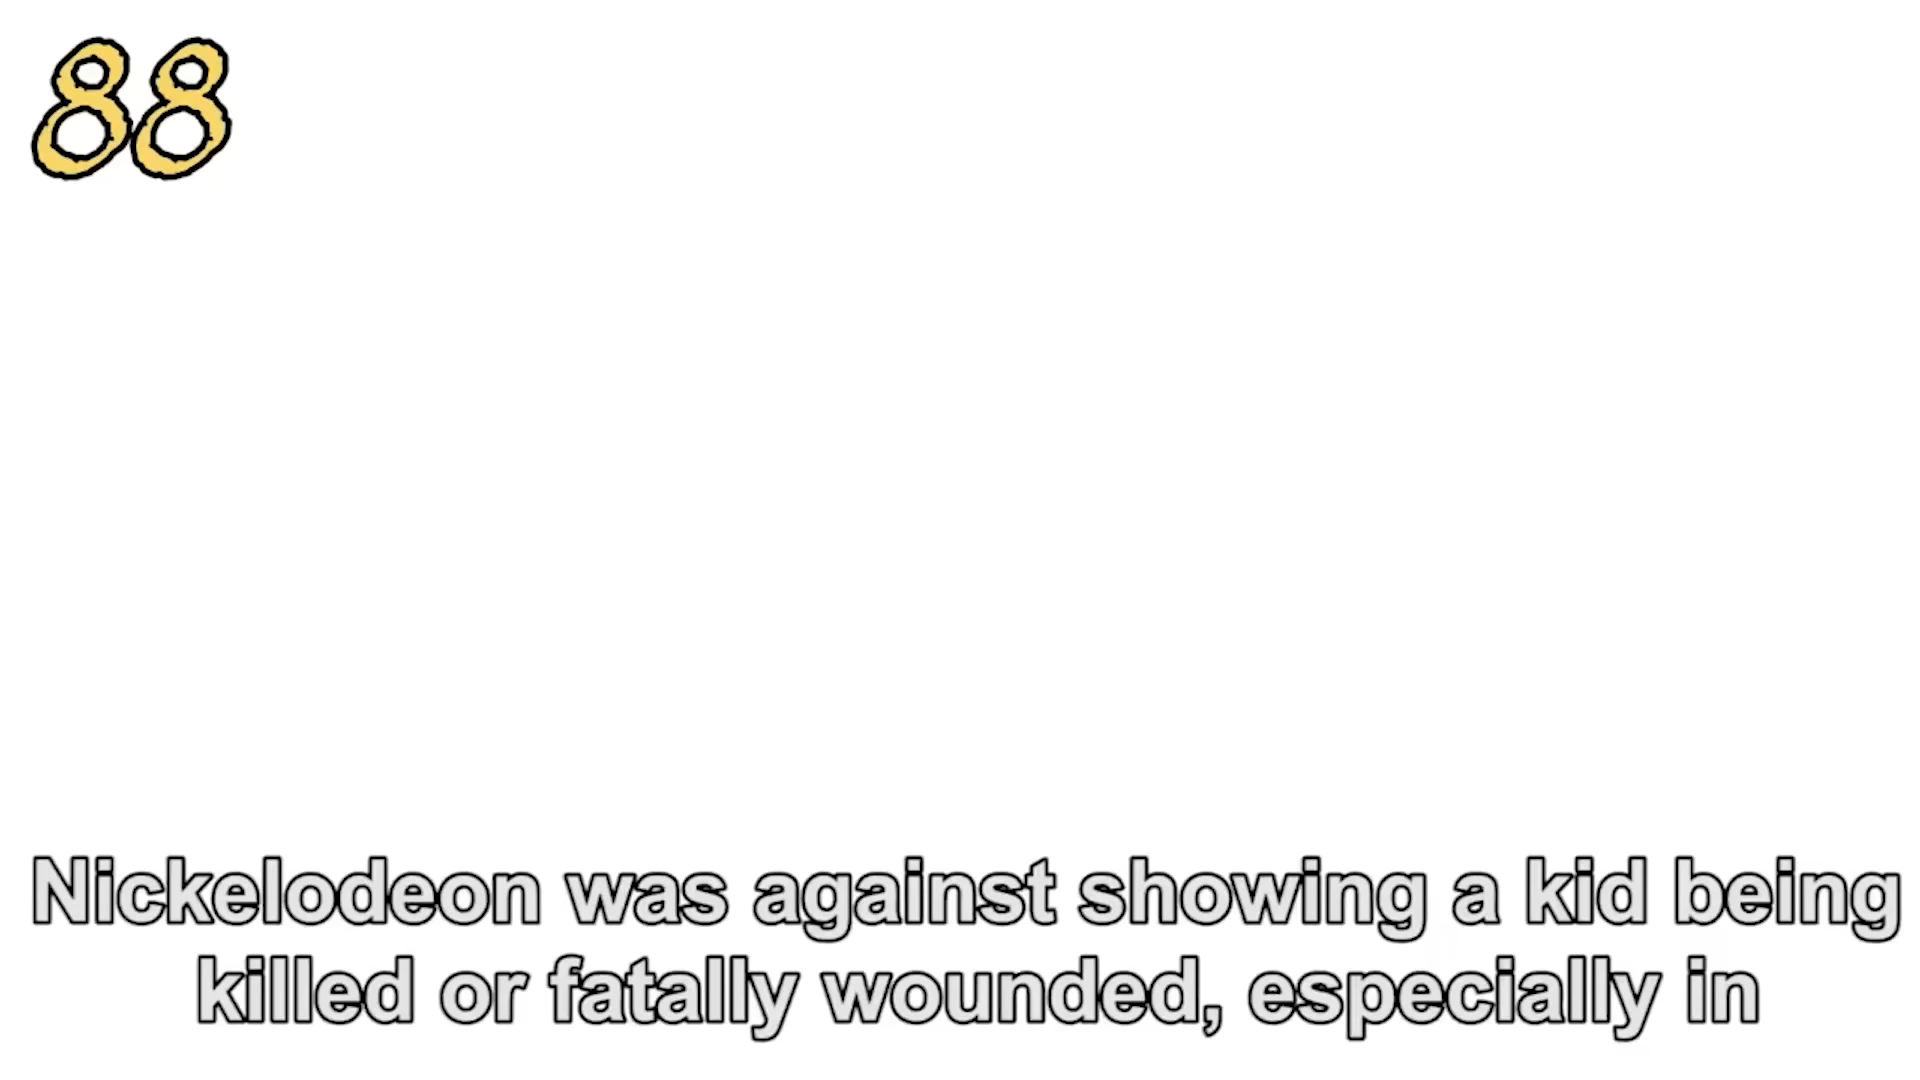 88
Nickelodeon was against showing a kid being
killed or fatally wounded, especially in